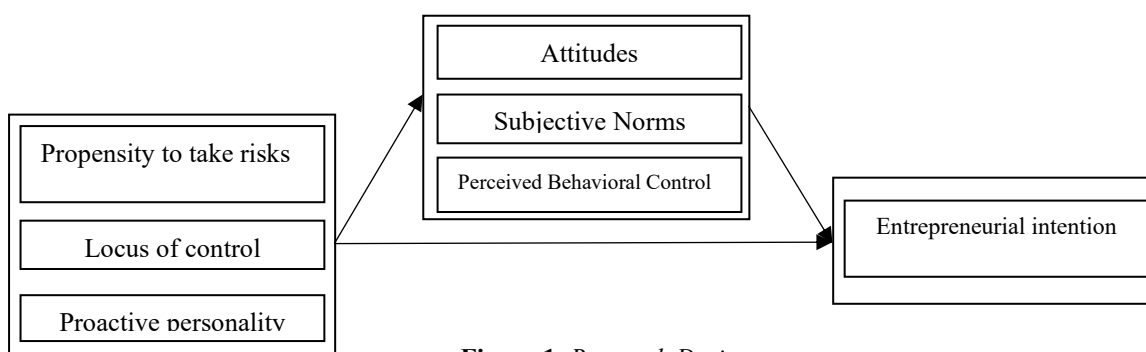 Attitudes
Subjective Norms
Perceived Behavioral Control
Propensity to take risks
Locus of control
Proactive personality
Entrepreneurial intention
Figure 1. Research Design